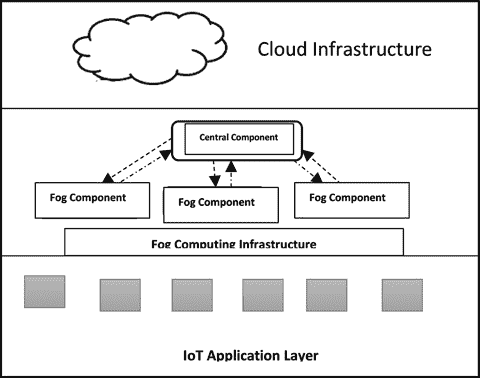 Cloud Infrastructure
Central Component
Fog Component
Fog Component
Fog Component
Fog Computing Infrastructure
IoT Application Layer